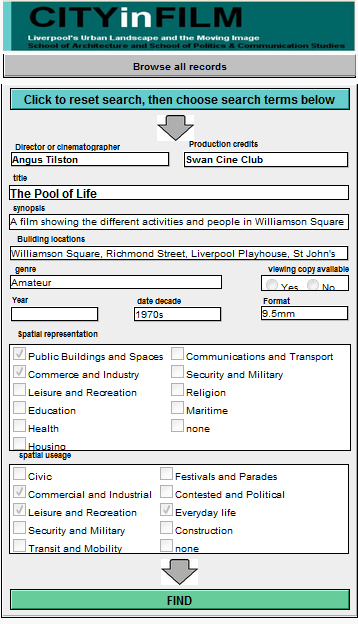 CITYinFILM
Liverpool's Urban Landscape and the Moving Image
School of Architecture and School of Politics & Communication Studies
Browse all records
Click to reset search, then choose search terms below
Director or cinematographer
Production credits
Angus Tilston
Swan Cine Club
title
The Pool of Life
synopsis
A film showing the different activities and people in Williamson Square
Building locations
Williamson Square, Richmond Street, Liverpool Playhouse, St John's
genre
viewing copy available
Amateur
Yes No
Year
date decade
Format
1970s
9.5mm
Spatial representation
Public Buildings and Spaces
Communications and Transport
Commerce and Industry
Security and Military
Leisure and Recreation
Religion
Education
Maritime
Health
none
Housing
spatial useage
Civic
Festivals and Parades
Commercial and Industrial
Contested and Political
Leisure and Recreation
Everyday life
Security and Military
Construction
Transit and Mobility
none
FIND